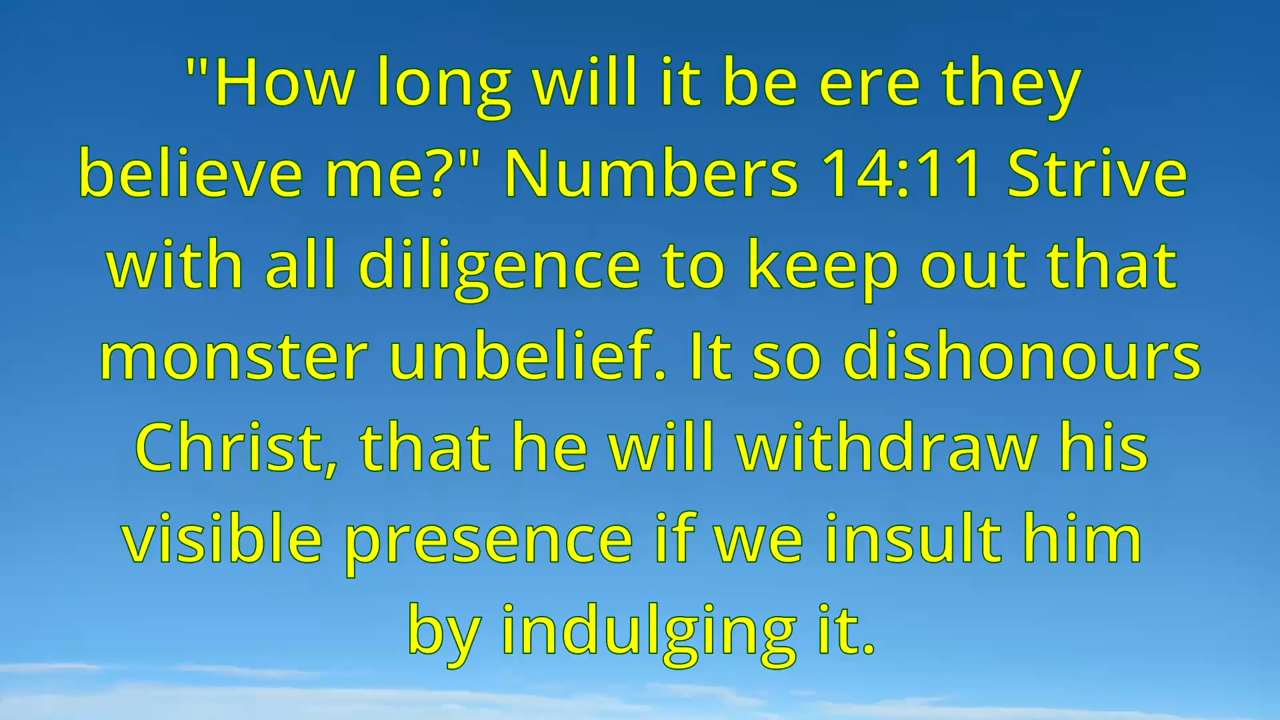 "How long will it be ere they
believe me?" Numbers 14:11 Strive
with all diligence to keep out that
monster unbelief. It so dishonours
Christ, that he will withdraw his
visible presence if we insult him
by indulging it.